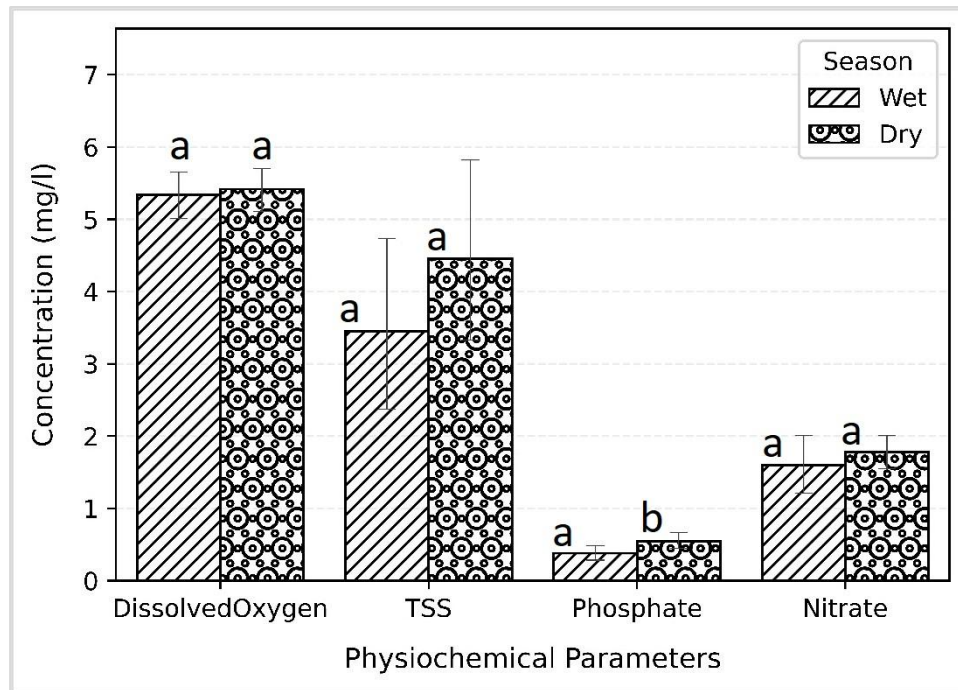 Season
Wet
Dry
Concentration (mg/l)
7
6
5
4
3
2
1
0
a
a
a
a
a
b
a
a
DissolvedOxygen
TSS
Phosphate
Nitrate
Physiochemical Parameters